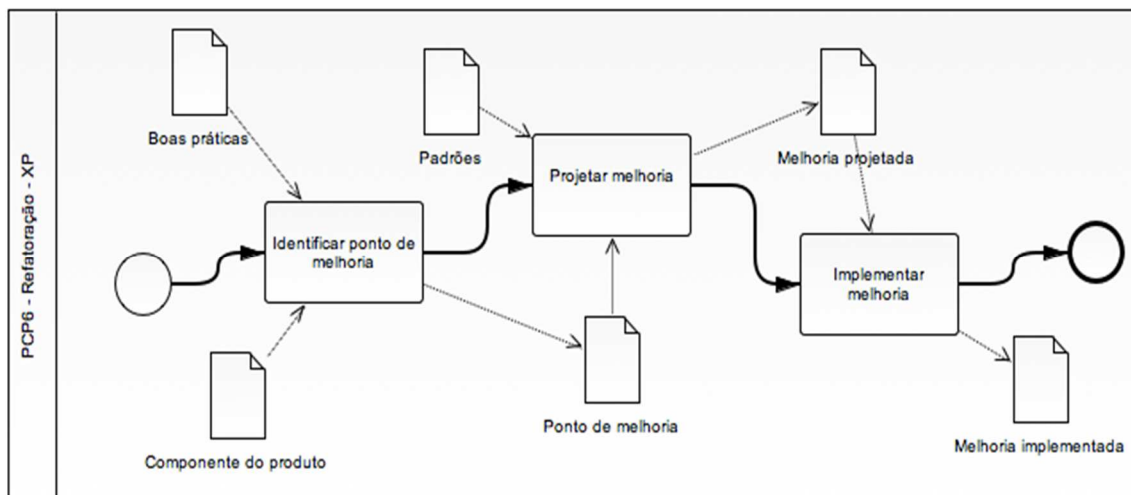 PCP6 - Refatoração - XP
Boas práticas
Padrões
Melhoria projetada
Projetar melhoria
Identificar ponto de
melhoria
Implementar
melhoria
Ponto de melhoria
Melhoria implementada
Componente do produto